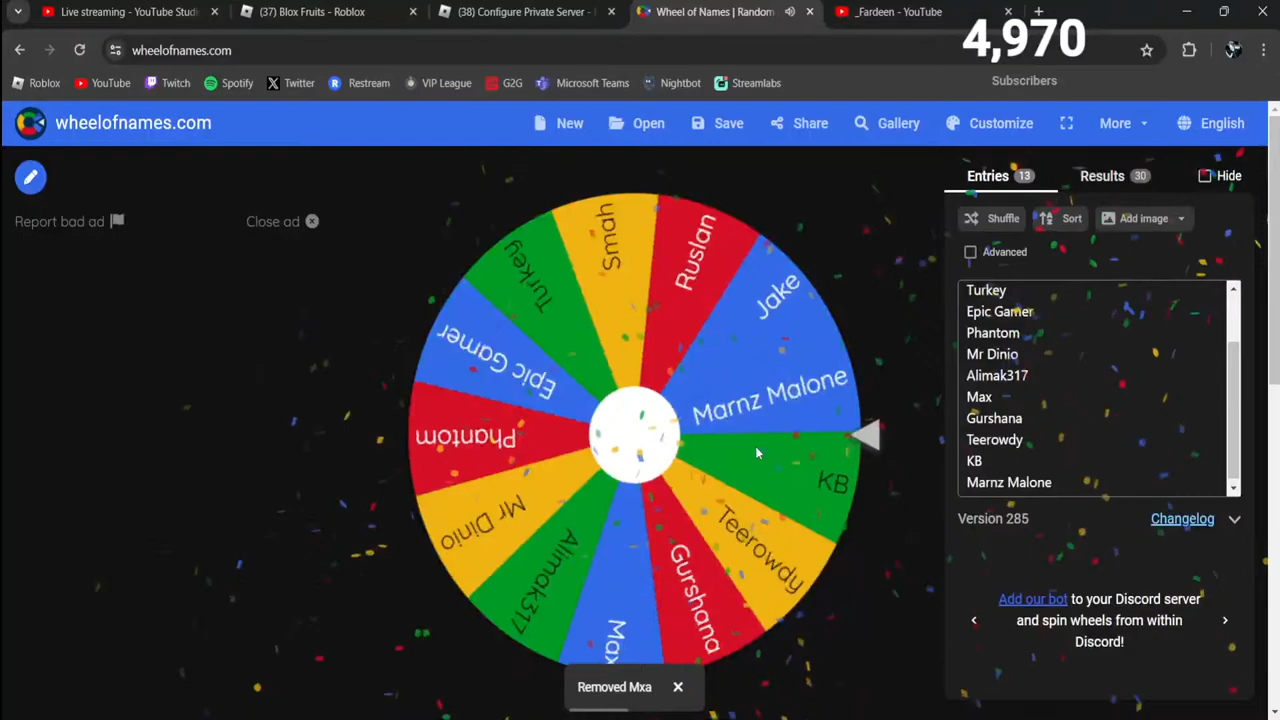 Live streaming - YouTube Studi
(37) Blox Fruits - Roblox
(38) Configure Private Server -
Wheel of Names | Random
_Fardeen - YouTube
wheelofnames.com
4,970
Subscribers
Roblox
YouTube
Twitch
Spotify
Twitter
Restream
VIP League
G2G
Microsoft Teams
Nightbot
Streamlabs
wheelofnames.com
New
Open
Save
Share
Gallery
Customize
More
English
Report bad ad
Close ad
Entries 13
Results 30
Hide
Shuffle
Sort
Add image
Advanced
Turkey
Epic Gamer
Phantom
Mr Dinio
Alimak317
Max
Gurshana
Teerowdy
KB
Marnz Malone
Smah
Ruslan
Jake
Marnz Malone
KB
Teerowdy
Gurshana
Max
Alimak317
Mr Dinio
Phantom
Epic Gamer
Turkey
Version 285
Changelog
Add our bot to your Discord server
and spin wheels from within
Discord!
Removed Mxa